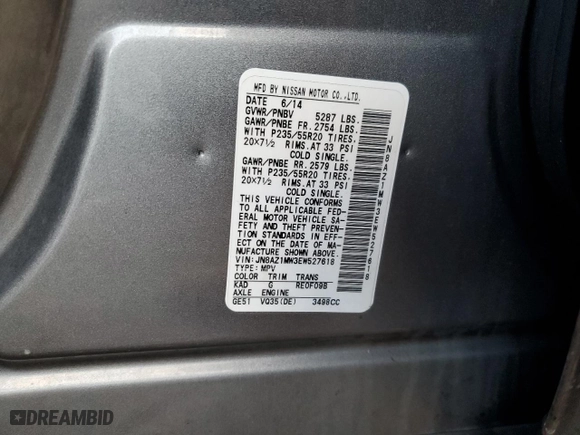 MFD BY NISSAN MOTOR CO.,LTD.
DATE 6/14
GVWR/PNBV 5287 LBS.
GAWR/PNBE FR. 2754 LBS.
WITH P235/55R20 TIRES.
20×7½ RIMS.AT 33 PSI
COLD SINGLE.
GAWR/PNBE RR. 2579 LBS.
WITH P235/55R20 TIRES.
20×7½ RIMS.AT 33 PSI
COLD SINGLE.
THIS VEHICLE CONFORMS
TO ALL APPLICABLE FED-
ERAL MOTOR VEHICLE SA-
FETY AND THEFT PREVEN-
TION STANDARDS IN EFF-
ECT ON THE DATE OF MA-
NUFACTURE SHOWN ABOVE.
VIN:JN8AZ1MW3EW527618
TYPE:MPV
COLOR TRIM TRANS
KAD G RE0F09B
AXLE ENGINE
GE51 VQ35(DE) 3498CC
JN8AZ1MW3EW527618
DREAMBID